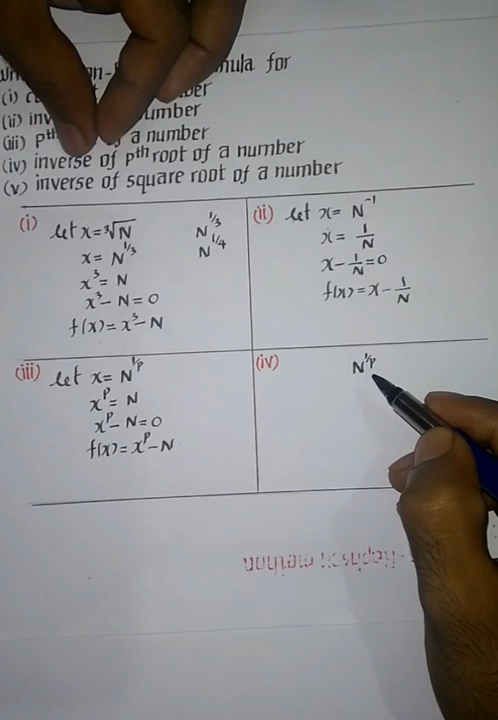 for
(i)
(ii) inv number
(iii) pth a number
(iv) inverse of pth root of a number
(v) inverse of square root of a number
(i) let x = ∛N N^1/3
x = N^1/3 N^1/4
x³ = N
x³ - N = 0
f(x) = x³ - N
(ii) let x = N⁻¹
x = 1/N
x - 1/N = 0
f(x) = x - 1/N
(iii) let x = N^1/p
x^p = N
x^p - N = 0
f(x) = x^p - N
(iv) N^1/p
method